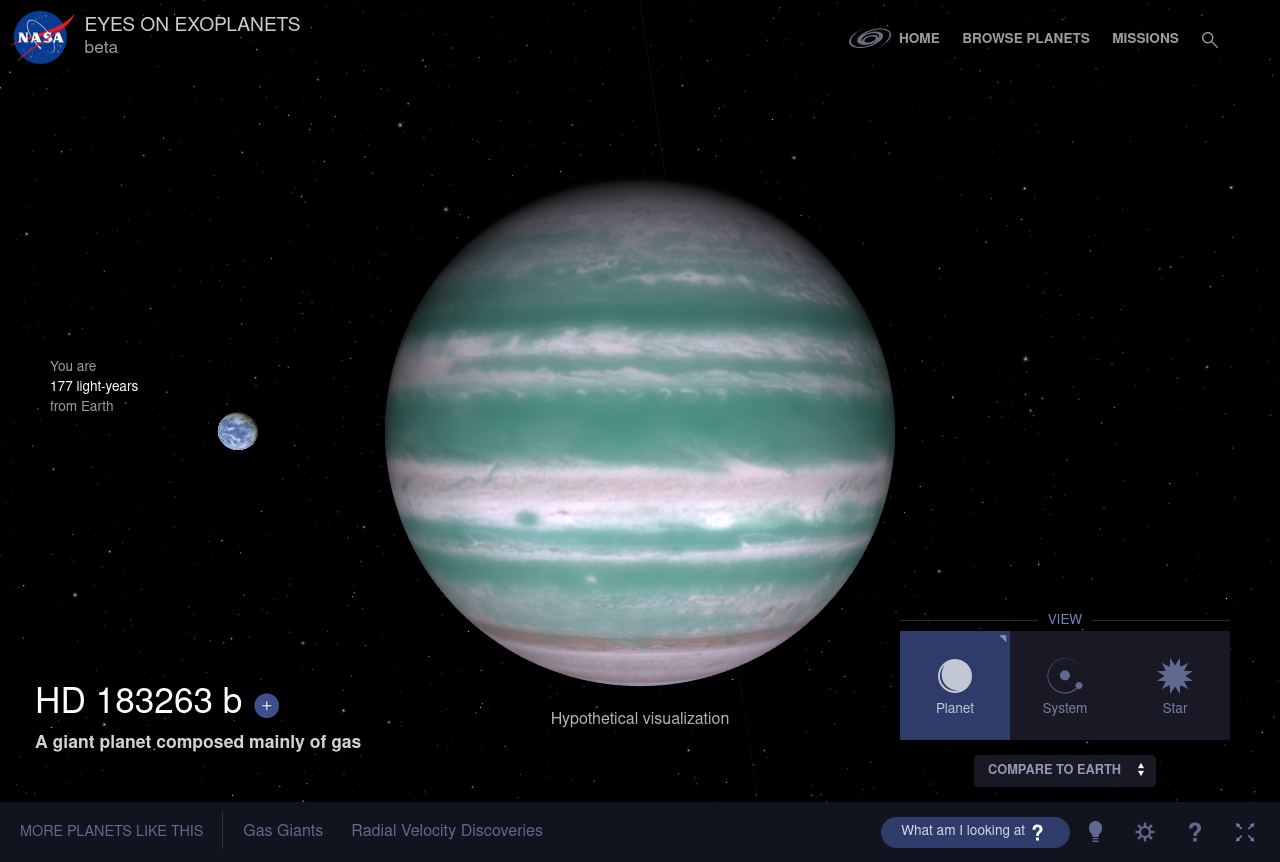 NASA
EYES ON EXOPLANETS
beta
HOME
BROWSE PLANETS
MISSIONS
You are
177 light-years
from Earth
HD 183263 b +
A giant planet composed mainly of gas
Hypothetical visualization
VIEW
Planet
System
Star
COMPARE TO EARTH
MORE PLANETS LIKE THIS
Gas Giants
Radial Velocity Discoveries
What am I looking at ?
?